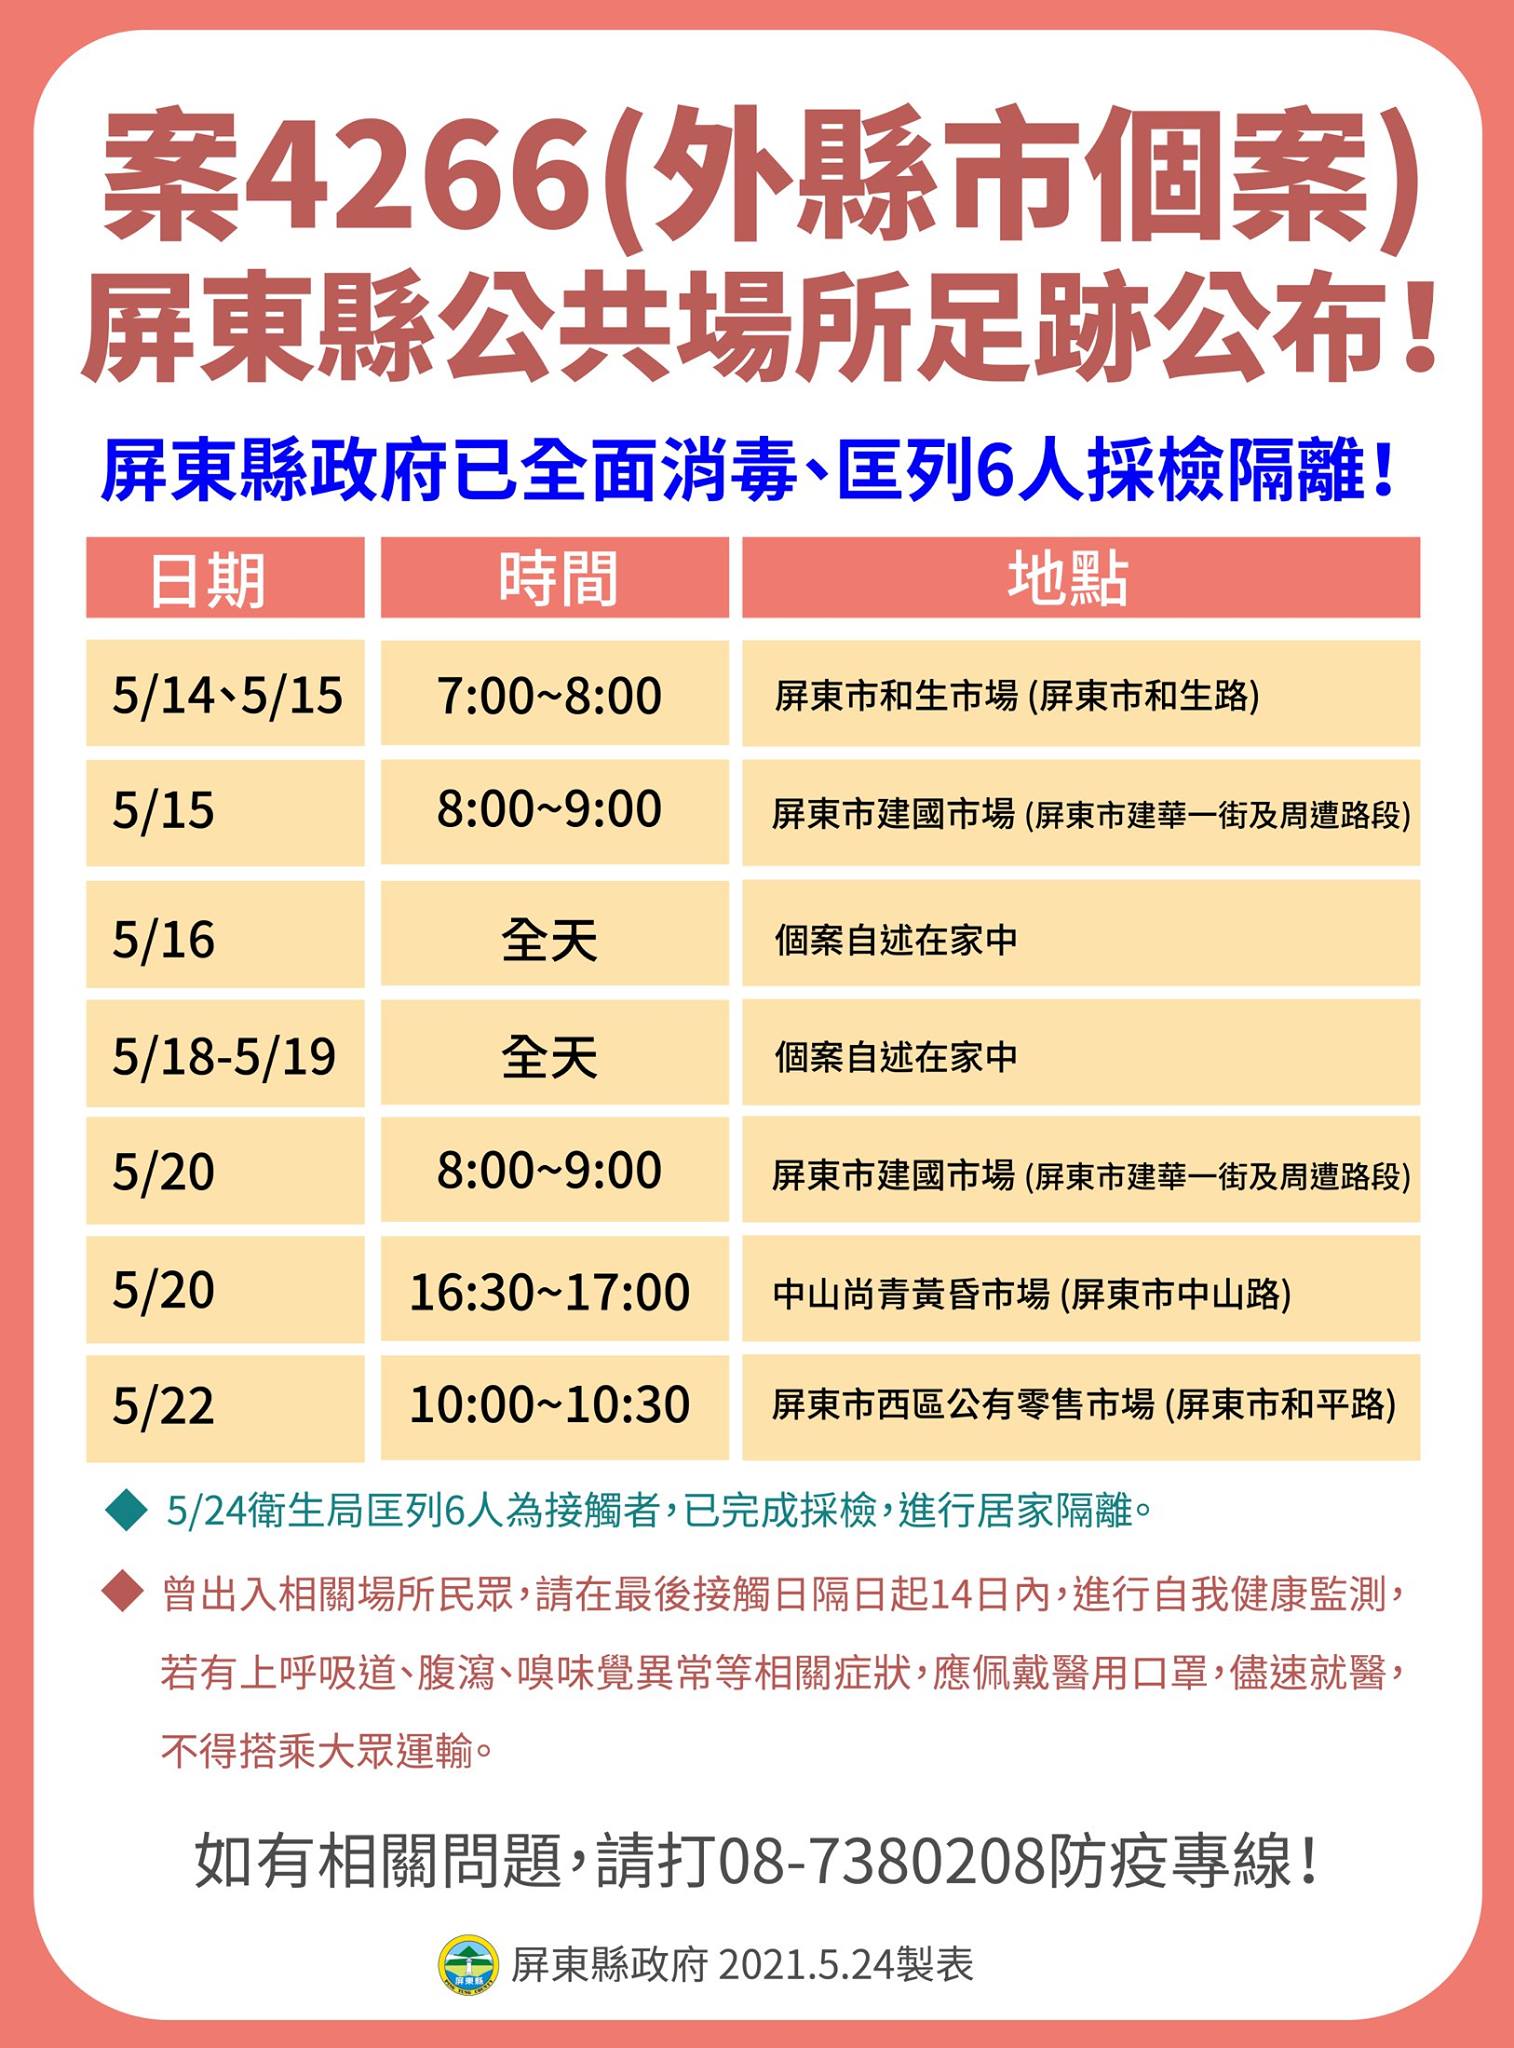 案4266(外縣市個案)
屏東縣公共場所足跡公布！
屏東縣政府已全面消毒、匡列6人採檢隔離！
日期 時間 地點
5/14、5/15 7:00~8:00 屏東市和生市場 (屏東市和生路)
5/15 8:00~9:00 屏東市建國市場 (屏東市建華一街及周遭路段)
5/16 全天 個案自述在家中
5/18-5/19 全天 個案自述在家中
5/20 8:00~9:00 屏東市建國市場 (屏東市建華一街及周遭路段)
5/20 16:30~17:00 中山尚青黃昏市場 (屏東市中山路)
5/22 10:00~10:30 屏東市西區公有零售市場 (屏東市和平路)
◆ 5/24衛生局匡列6人為接觸者，已完成採檢，進行居家隔離。
◆ 曾出入相關場所民眾，請在最後接觸日隔日起14日內，進行自我健康監測，
若有上呼吸道、腹瀉、嗅味覺異常等相關症狀，應佩戴醫用口罩，儘速就醫，
不得搭乘大眾運輸。
如有相關問題，請打08-7380208防疫專線！
屏東縣
PING TUNG COUNTY
屏東縣政府 2021.5.24製表